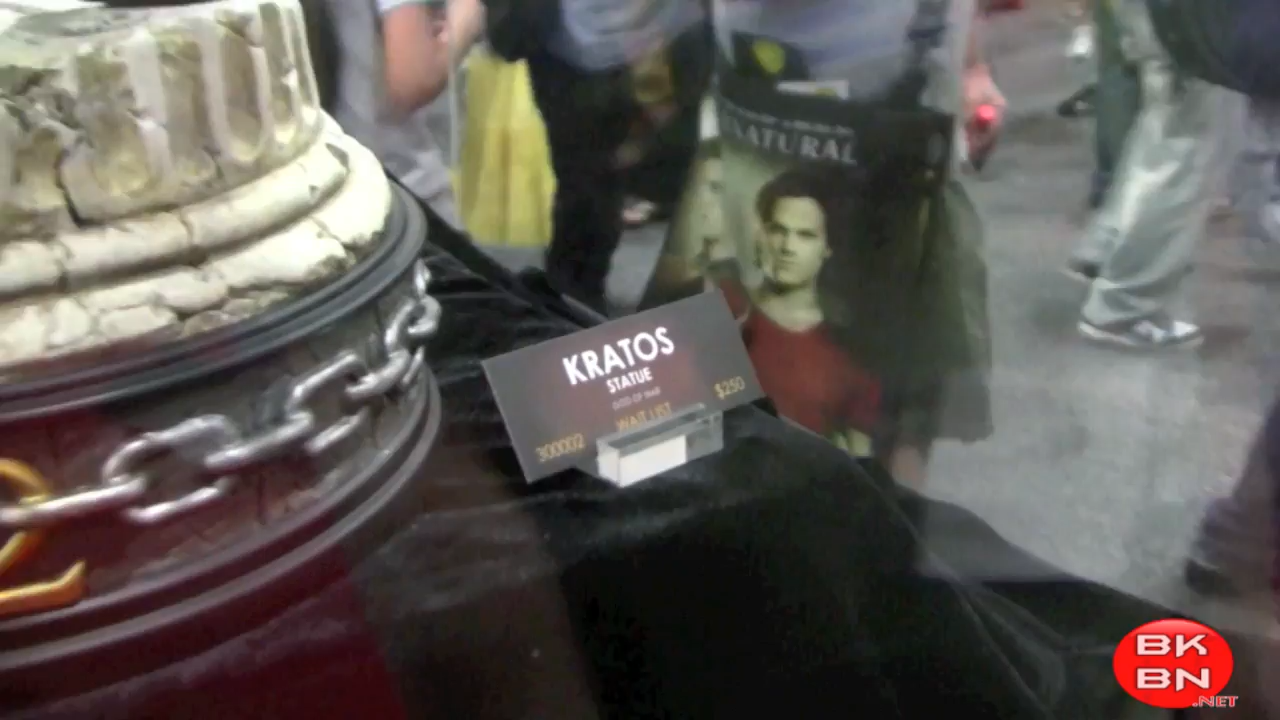 NATURAL
KRATOS
STATUE
GOD OF WAR
$250
WAIT LIST
300002
BK
BN
.NET